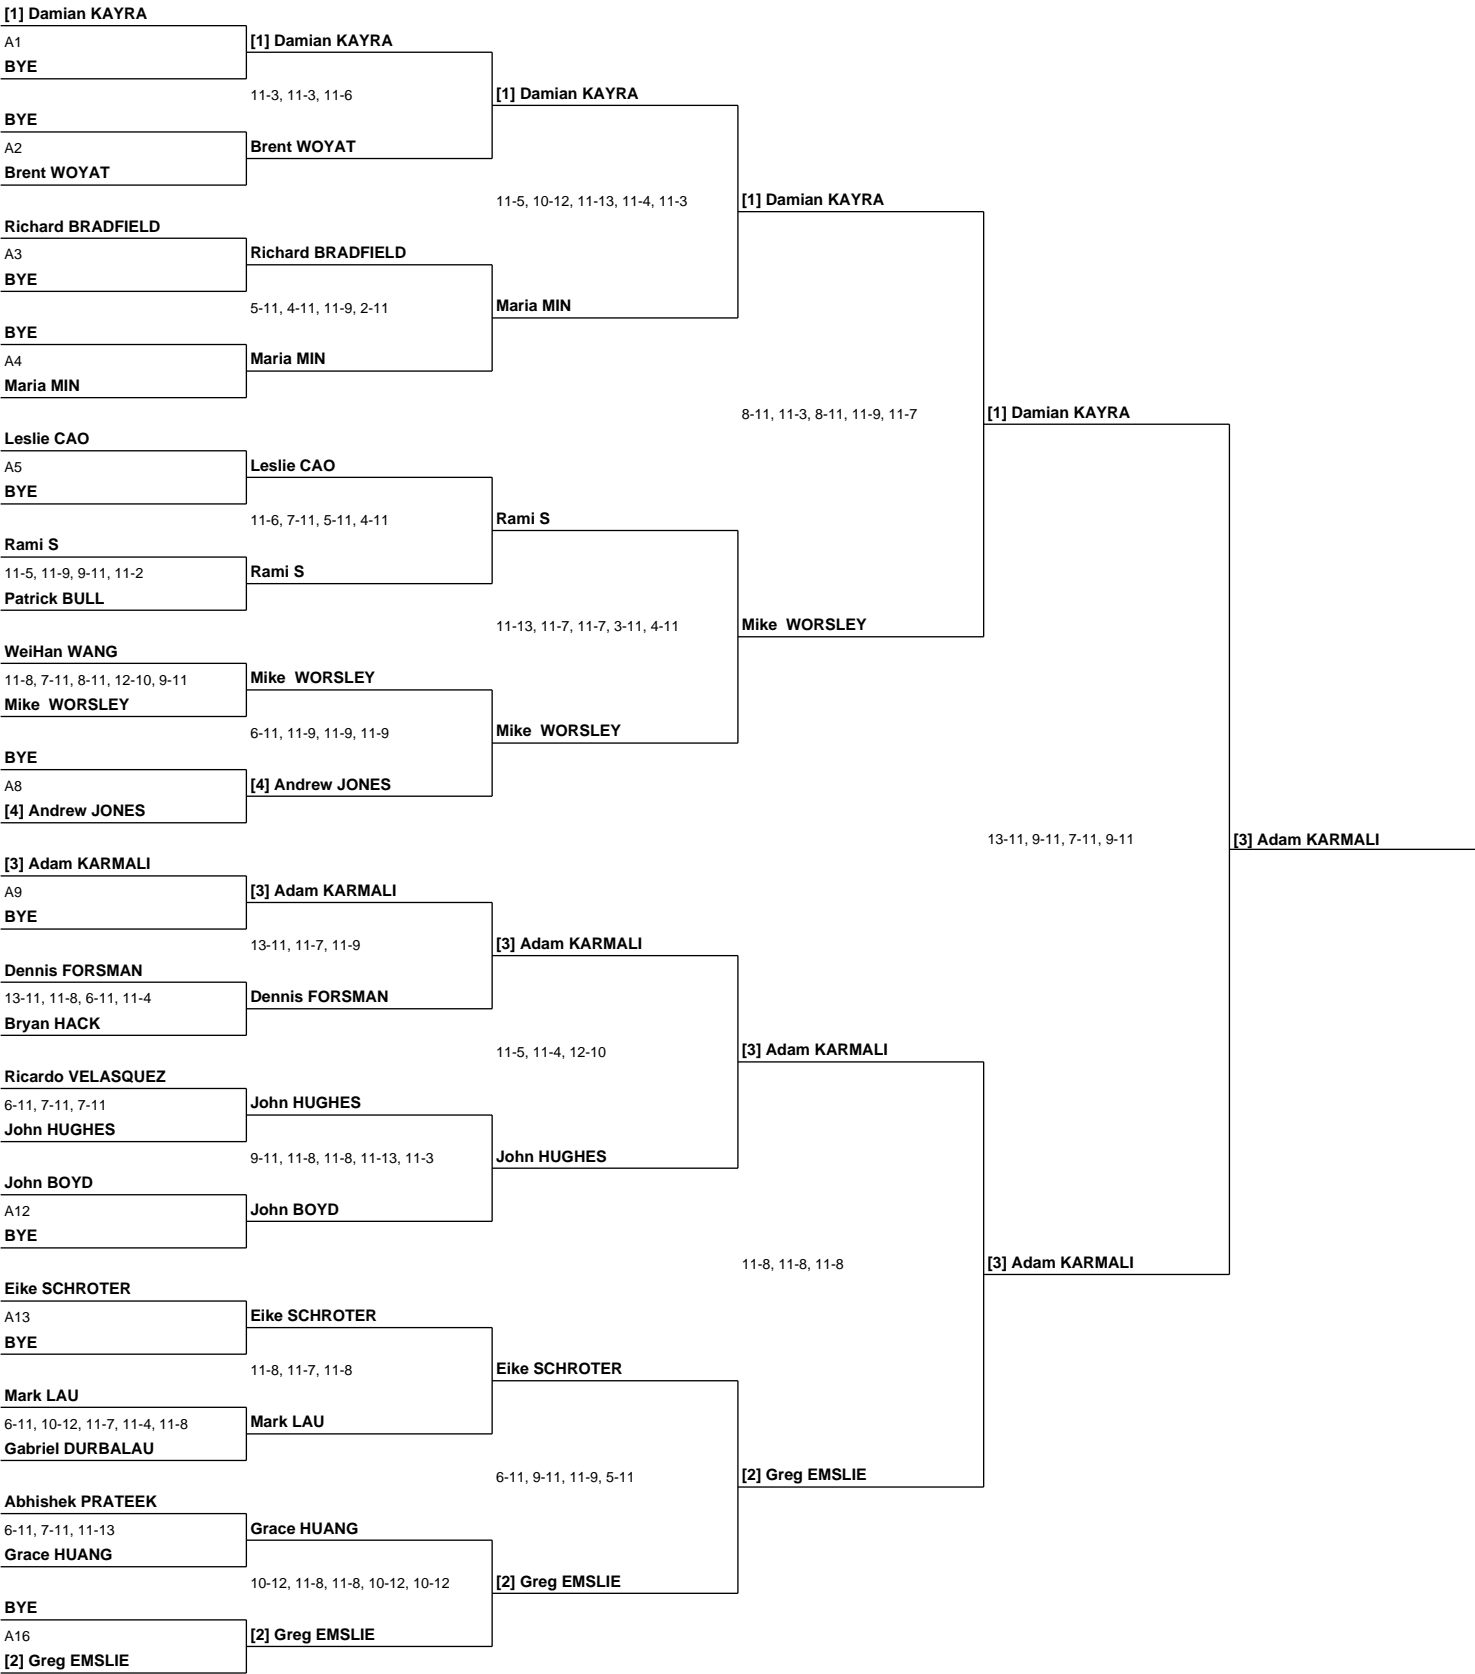 [1] Damian KAYRA
A1
BYE
BYE
A2
Brent WOYAT
Richard BRADFIELD
A3
BYE
BYE
A4
Maria MIN
Leslie CAO
A5
BYE
Rami S
11-5, 11-9, 9-11, 11-2
Patrick BULL
WeiHan WANG
11-8, 7-11, 8-11, 12-10, 9-11
Mike  WORSLEY
BYE
A8
[4] Andrew JONES
[3] Adam KARMALI
A9
BYE
Dennis FORSMAN
13-11, 11-8, 6-11, 11-4
Bryan HACK
Ricardo VELASQUEZ
6-11, 7-11, 7-11
John HUGHES
John BOYD
A12
BYE
Eike SCHROTER
A13
BYE
Mark LAU
6-11, 10-12, 11-7, 11-4, 11-8
Gabriel DURBALAU
Abhishek PRATEEK
6-11, 7-11, 11-13
Grace HUANG
BYE
A16
[2] Greg EMSLIE
[1] Damian KAYRA
11-3, 11-3, 11-6
Brent WOYAT
Richard BRADFIELD
5-11, 4-11, 11-9, 2-11
Maria MIN
Leslie CAO
11-6, 7-11, 5-11, 4-11
Rami S
Mike  WORSLEY
6-11, 11-9, 11-9, 11-9
[4] Andrew JONES
[3] Adam KARMALI
13-11, 11-7, 11-9
Dennis FORSMAN
John HUGHES
9-11, 11-8, 11-8, 11-13, 11-3
John BOYD
Eike SCHROTER
11-8, 11-7, 11-8
Mark LAU
Grace HUANG
10-12, 11-8, 11-8, 10-12, 10-12
[2] Greg EMSLIE
[1] Damian KAYRA
11-5, 10-12, 11-13, 11-4, 11-3
Maria MIN
Rami S
11-13, 11-7, 11-7, 3-11, 4-11
Mike  WORSLEY
[3] Adam KARMALI
11-5, 11-4, 12-10
John HUGHES
Eike SCHROTER
6-11, 9-11, 11-9, 5-11
[2] Greg EMSLIE
[1] Damian KAYRA
8-11, 11-3, 8-11, 11-9, 11-7
Mike  WORSLEY
[3] Adam KARMALI
11-8, 11-8, 11-8
[2] Greg EMSLIE
[1] Damian KAYRA
13-11, 9-11, 7-11, 9-11
[3] Adam KARMALI
[3] Adam KARMALI